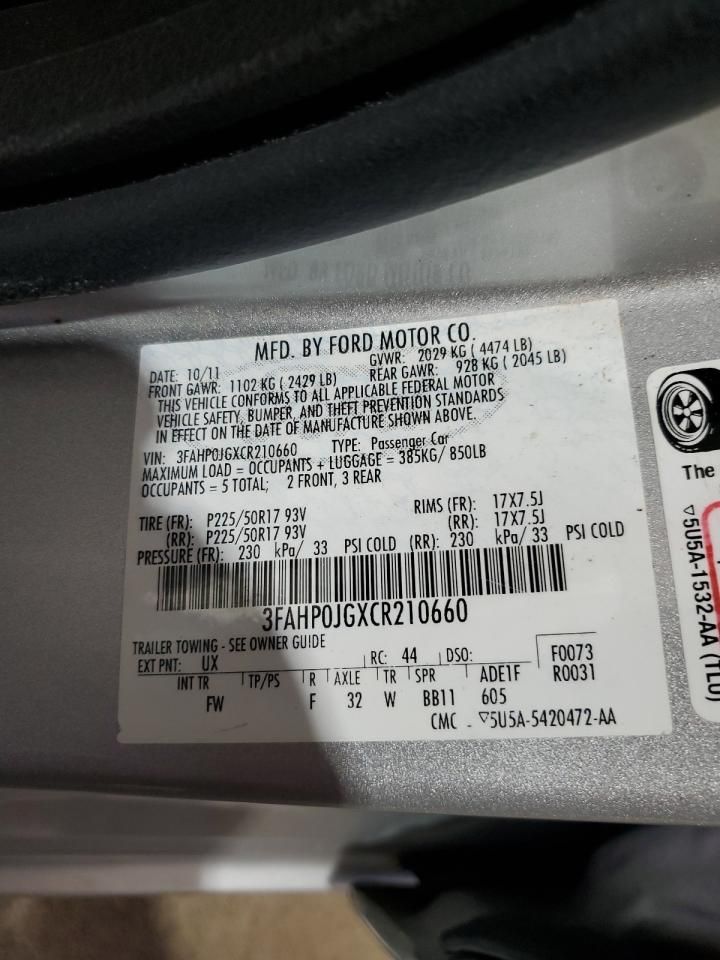 MFD. BY FORD MOTOR CO.
DATE: 10/11 GVWR: 2029 KG ( 4474 LB)
FRONT GAWR: 1102 KG ( 2429 LB) REAR GAWR: 928 KG ( 2045 LB)
THIS VEHICLE CONFORMS TO ALL APPLICABLE FEDERAL MOTOR
VEHICLE SAFETY, BUMPER, AND THEFT PREVENTION STANDARDS
IN EFFECT ON THE DATE OF MANUFACTURE SHOWN ABOVE.
VIN: 3FAHP0JGXCR210660 TYPE: Passenger Car
MAXIMUM LOAD = OCCUPANTS + LUGGAGE = 385KG/ 850LB
OCCUPANTS = 5 TOTAL; 2 FRONT, 3 REAR
TIRE (FR): P225/50R17 93V RIMS (FR): 17X7.5J
(RR): P225/50R17 93V (RR): 17X7.5J
PRESSURE (FR): 230 kPa/ 33 PSI COLD (RR): 230 kPa/ 33 PSI COLD
3FAHP0JGXCR210660
TRAILER TOWING - SEE OWNER GUIDE
EXT PNT: UX RC: 44 DSO: F0073
INT TR TP/PS R AXLE TR SPR ADE1F R0031
FW F 32 W BB11 605
CMC . ▽5U5A-5420472-AA
The
▽5U5A-1532-AA (TLU)